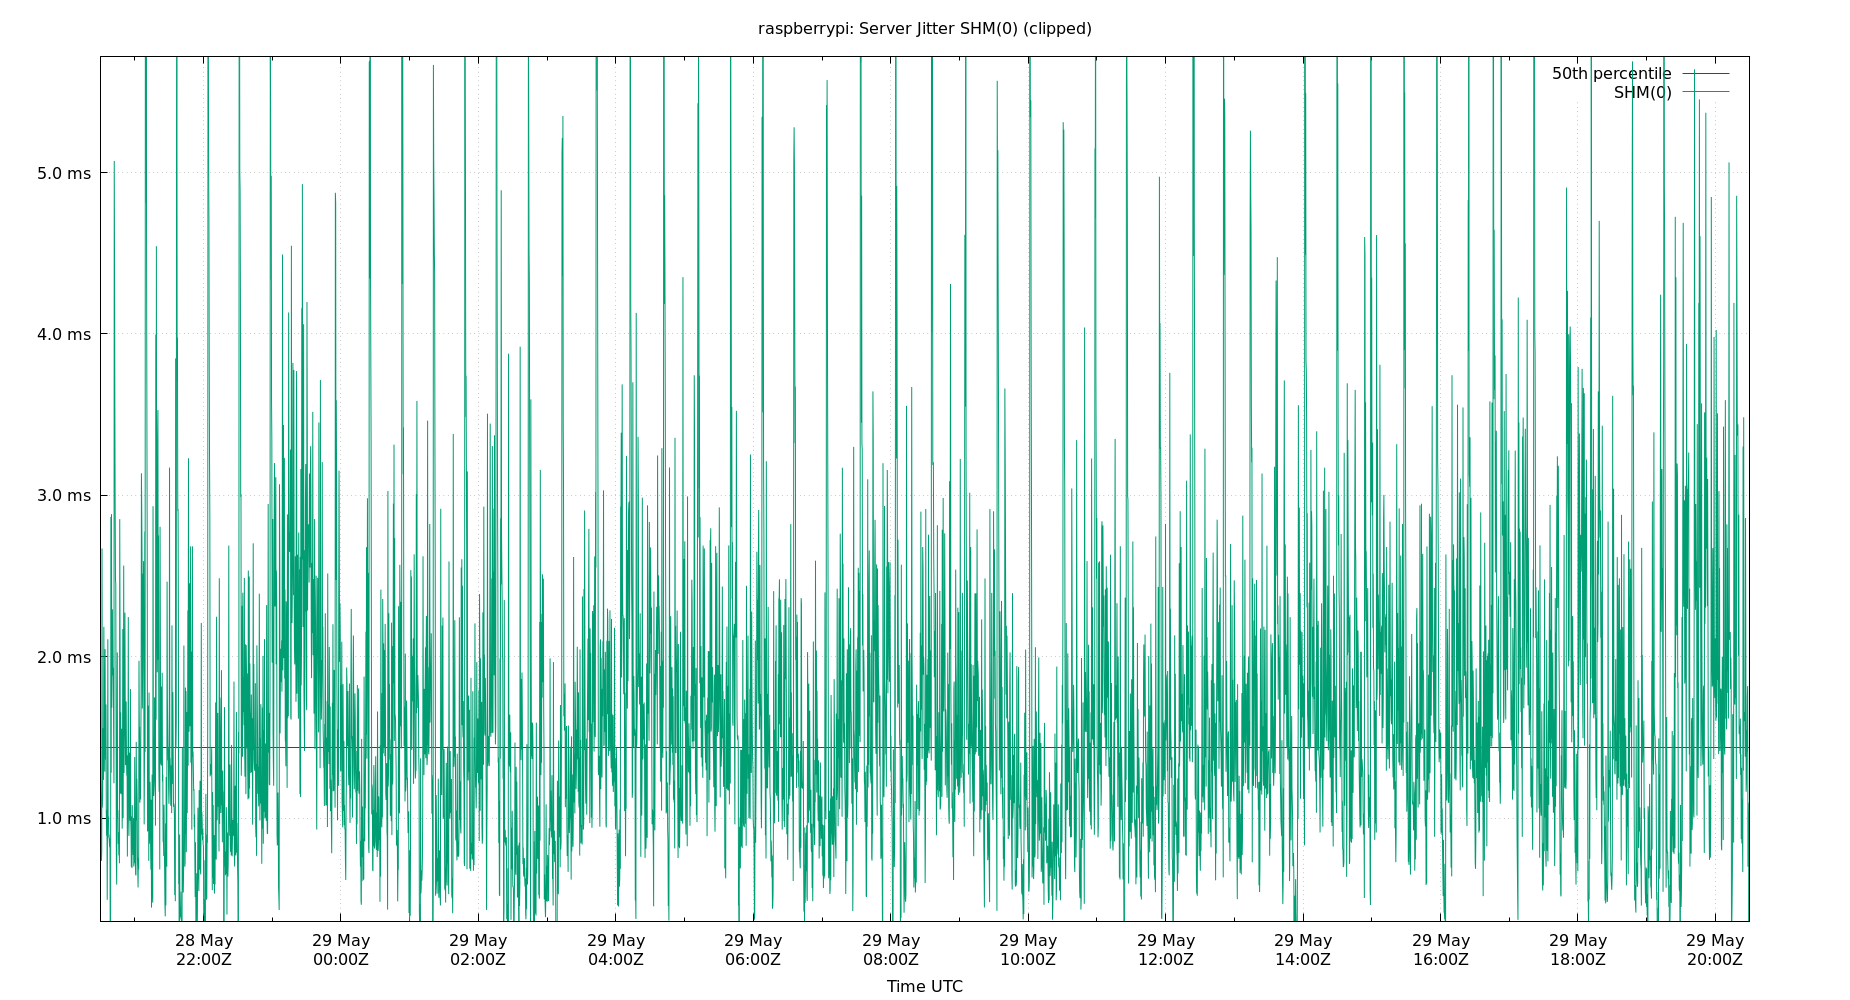 raspberrypi: Server Jitter SHM(0) (clipped)
50th percentile
SHM(0)
5.0 ms
4.0 ms
3.0 ms
2.0 ms
1.0 ms
28 May 29 May 29 May 29 May 29 May 29 May 29 May 29 May 29 May 29 May 29 May 29 May
22:00Z 00:00Z 02:00Z 04:00Z 06:00Z 08:00Z 10:00Z 12:00Z 14:00Z 16:00Z 18:00Z 20:00Z
Time UTC